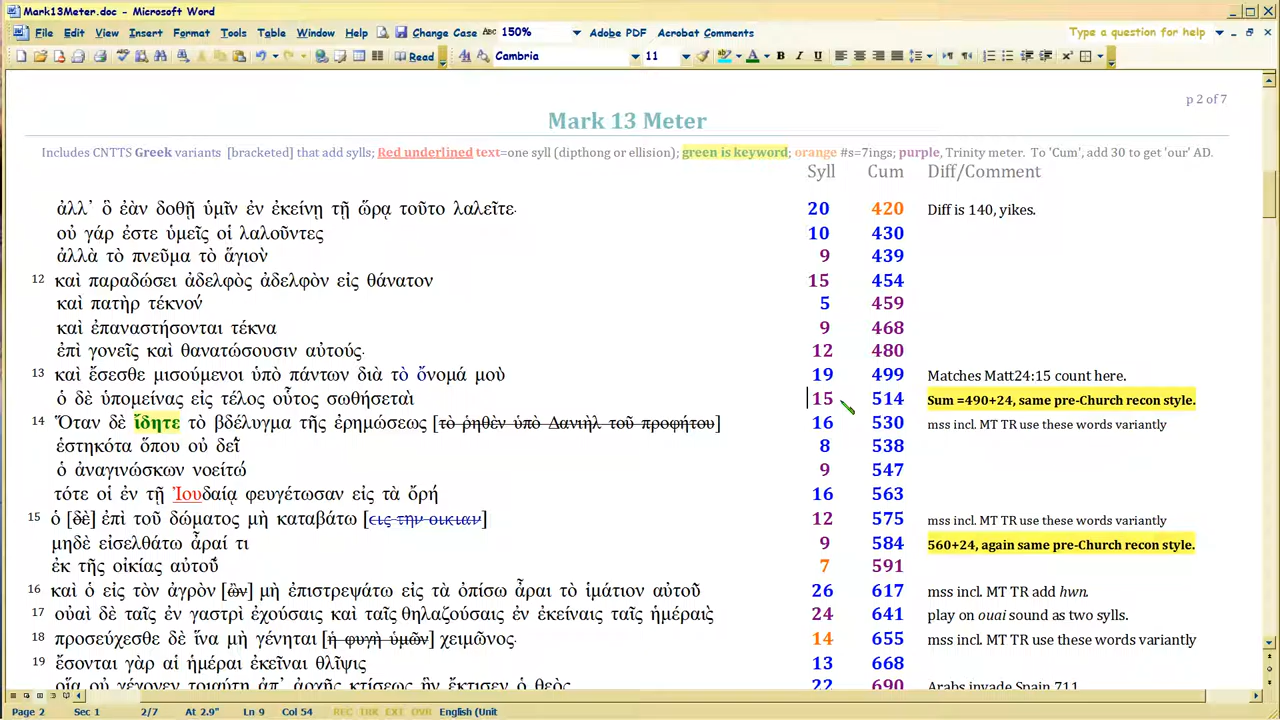 Mark13Meter.doc - Microsoft Word
File Edit View Insert Format Tools Table Window Help Change Case 150% Adobe PDF Acrobat Comments Type a question for help
Read Cambria 11
p 2 of 7
Mark 13 Meter
Includes CNTTS Greek variants [bracketed] that add sylls; Red underlined text=one syll (dipthong or ellision); green is keyword; orange #s=7ings; purple, Trinity meter. To 'Cum', add 30 to get 'our' AD.
Syll Cum Diff/Comment
ἀλλ᾽ ὃ ἐὰν δοθῇ ὑμῖν ἐν ἐκείνῃ τῇ ὥρᾳ τοῦτο λαλεῖτε· 20 420 Diff is 140, yikes.
οὐ γάρ ἐστε ὑμεῖς οἱ λαλοῦντες 10 430
ἀλλὰ τὸ πνεῦμα τὸ ἅγιὸν 9 439
12 καὶ παραδώσει ἀδελφὸς ἀδελφὸν εἰς θάνατον 15 454
καὶ πατὴρ τέκνού 5 459
καὶ ἐπαναστήσονται τέκνα 9 468
ἐπὶ γονεῖς καὶ θανατώσουσιν αὐτούς· 12 480
13 καὶ ἔσεσθε μισούμενοι ὑπὸ πάντων διὰ τὸ ὄνομά μοὺ 19 499 Matches Matt24:15 count here.
ὁ δὲ ὑπομείνας εἰς τέλος οὗτος σωθήσεταὶ 15 514 Sum =490+24, same pre-Church recon style.
14 Ὅταν δὲ ἴδητε τὸ βδέλυγμα τῆς ἐρημώσεως [τὸ ῥηθὲν ὑπὸ Δανιὴλ τοῦ προφήτου] 16 530 mss incl. MT TR use these words variantly
ἑστηκότα ὅπου οὐ δεῖ 8 538
ὁ ἀναγινώσκων νοείτώ 9 547
τότε οἱ ἐν τῇ Ἰουδαίᾳ φευγέτωσαν εἰς τὰ ὄρή 16 563
15 ὁ [δὲ] ἐπὶ τοῦ δώματος μὴ καταβάτω [εις την οικιαν] 12 575 mss incl. MT TR use these words variantly
μηδὲ εἰσελθάτω ἆραί τι 9 584 560+24, again same pre-Church recon style.
ἐκ τῆς οἰκίας αὐτοῦ 7 591
16 καὶ ὁ εἰς τὸν ἀγρὸν [ὢν] μὴ ἐπιστρεψάτω εἰς τὰ ὀπίσω ἆραι τὸ ἱμάτιον αὐτοῦ 26 617 mss incl. MT TR add hwn.
17 οὐαὶ δὲ ταῖς ἐν γαστρὶ ἐχούσαις καὶ ταῖς θηλαζούσαις ἐν ἐκείναις ταῖς ἡμέραὶς 24 641 play on ouai sound as two sylls.
18 προσεύχεσθε δὲ ἵνα μὴ γένηται [ἡ φυγὴ ὑμῶν] χειμῶνος· 14 655 mss incl. MT TR use these words variantly
19 ἔσονται γὰρ αἱ ἡμέραι ἐκεῖναι θλῖψις 13 668
οἵα οὐ γέγονεν τοιαύτη ἀπ᾽ ἀρχῆς κτίσεως ἣν ἔκτισεν ὁ θεὸς 22 690 Arabs invade Spain 711
Page 2 Sec 1 2/7 At 2.9" Ln 9 Col 54 REC TRK EXT OVR English (Unit